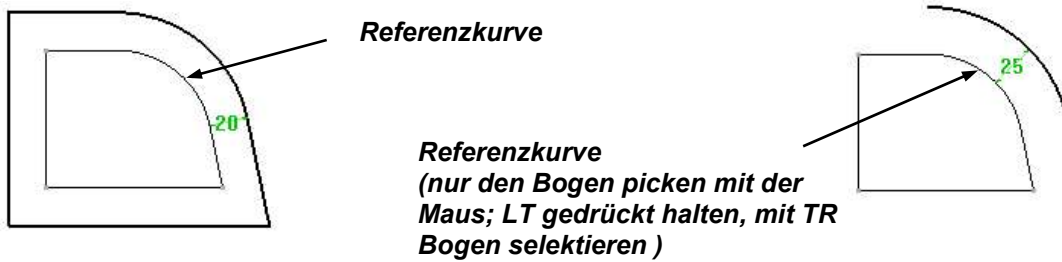 Referenzkurve
20
25
Referenzkurve
(nur den Bogen picken mit der
Maus; LT gedrückt halten, mit TR
Bogen selektieren )